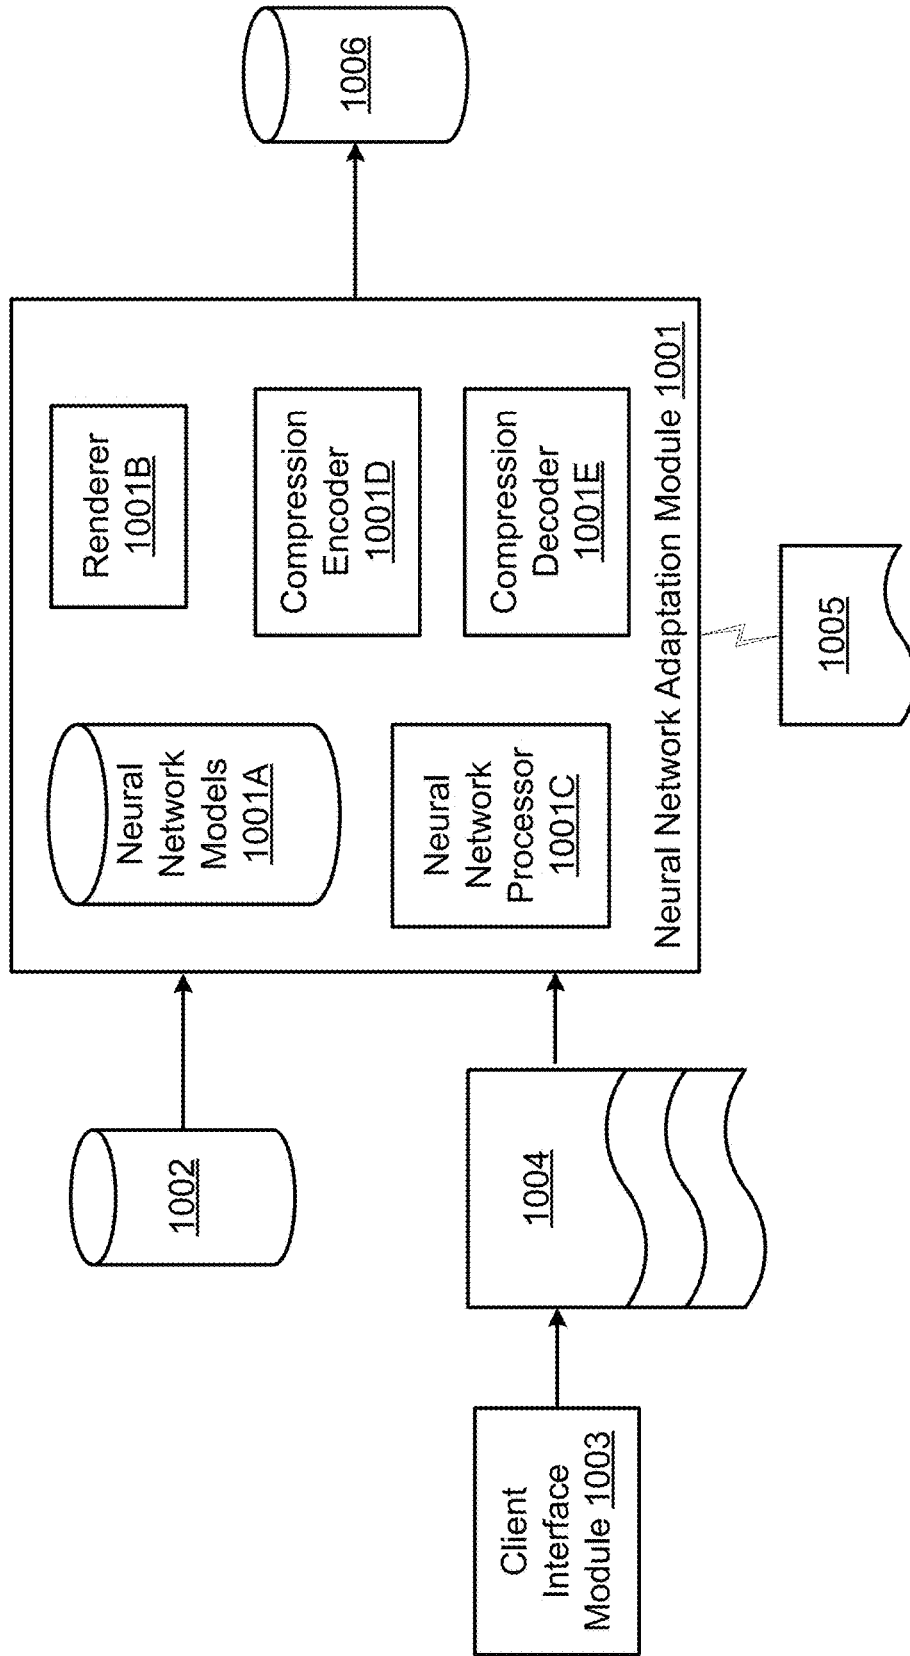 1002
Client
Interface
Module 1003
1004
Neural
Network
Models
1001A
Renderer
1001B
Neural
Network
Processor
1001C
Compression
Encoder
1001D
Compression
Decoder
1001E
Neural Network Adaptation Module 1001
1005
1006